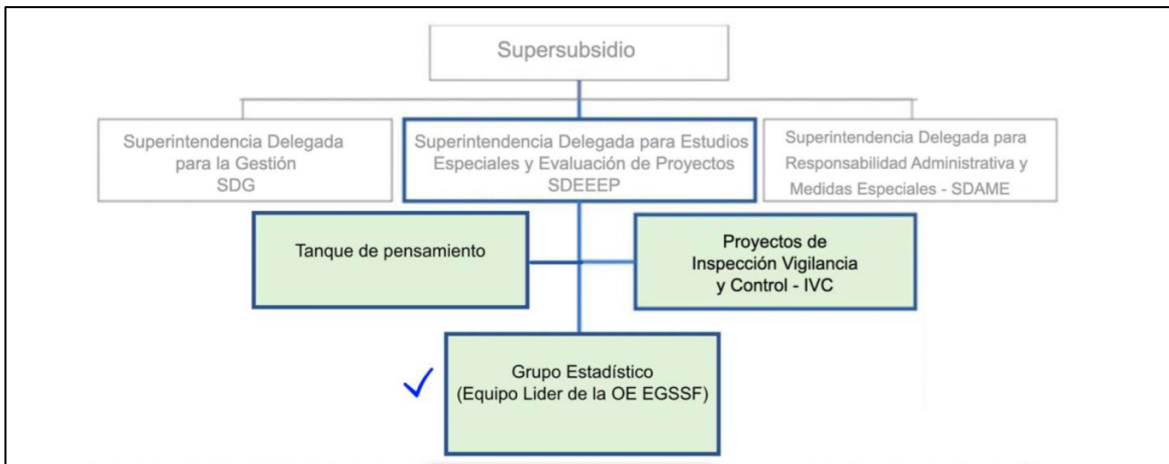 Supersubsidio
Superintendencia Delegada
para la Gestión
SDG
Superintendencia Delegada para Estudios
Especiales y Evaluación de Proyectos
SDEEEP
Superintendencia Delegada para
Responsabilidad Administrativa y
Medidas Especiales - SDAME
Tanque de pensamiento
Proyectos de
Inspección Vigilancia
y Control - IVC
Grupo Estadístico
(Equipo Lider de la OE EGSSF)